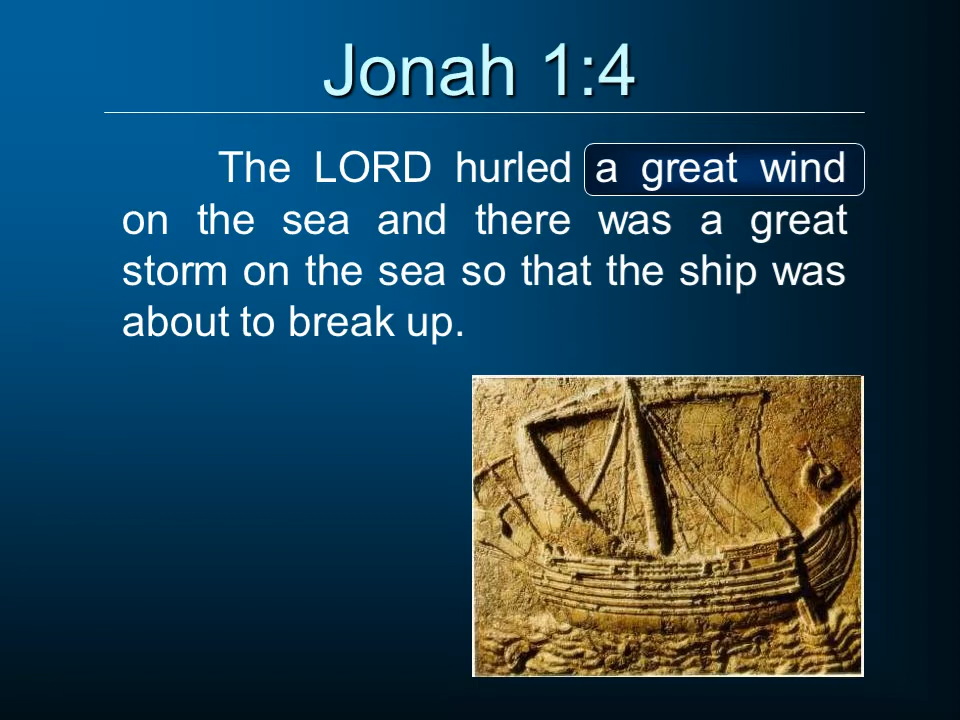 Jonah 1:4
The LORD hurled a great wind
on the sea and there was a great
storm on the sea so that the ship was
about to break up.